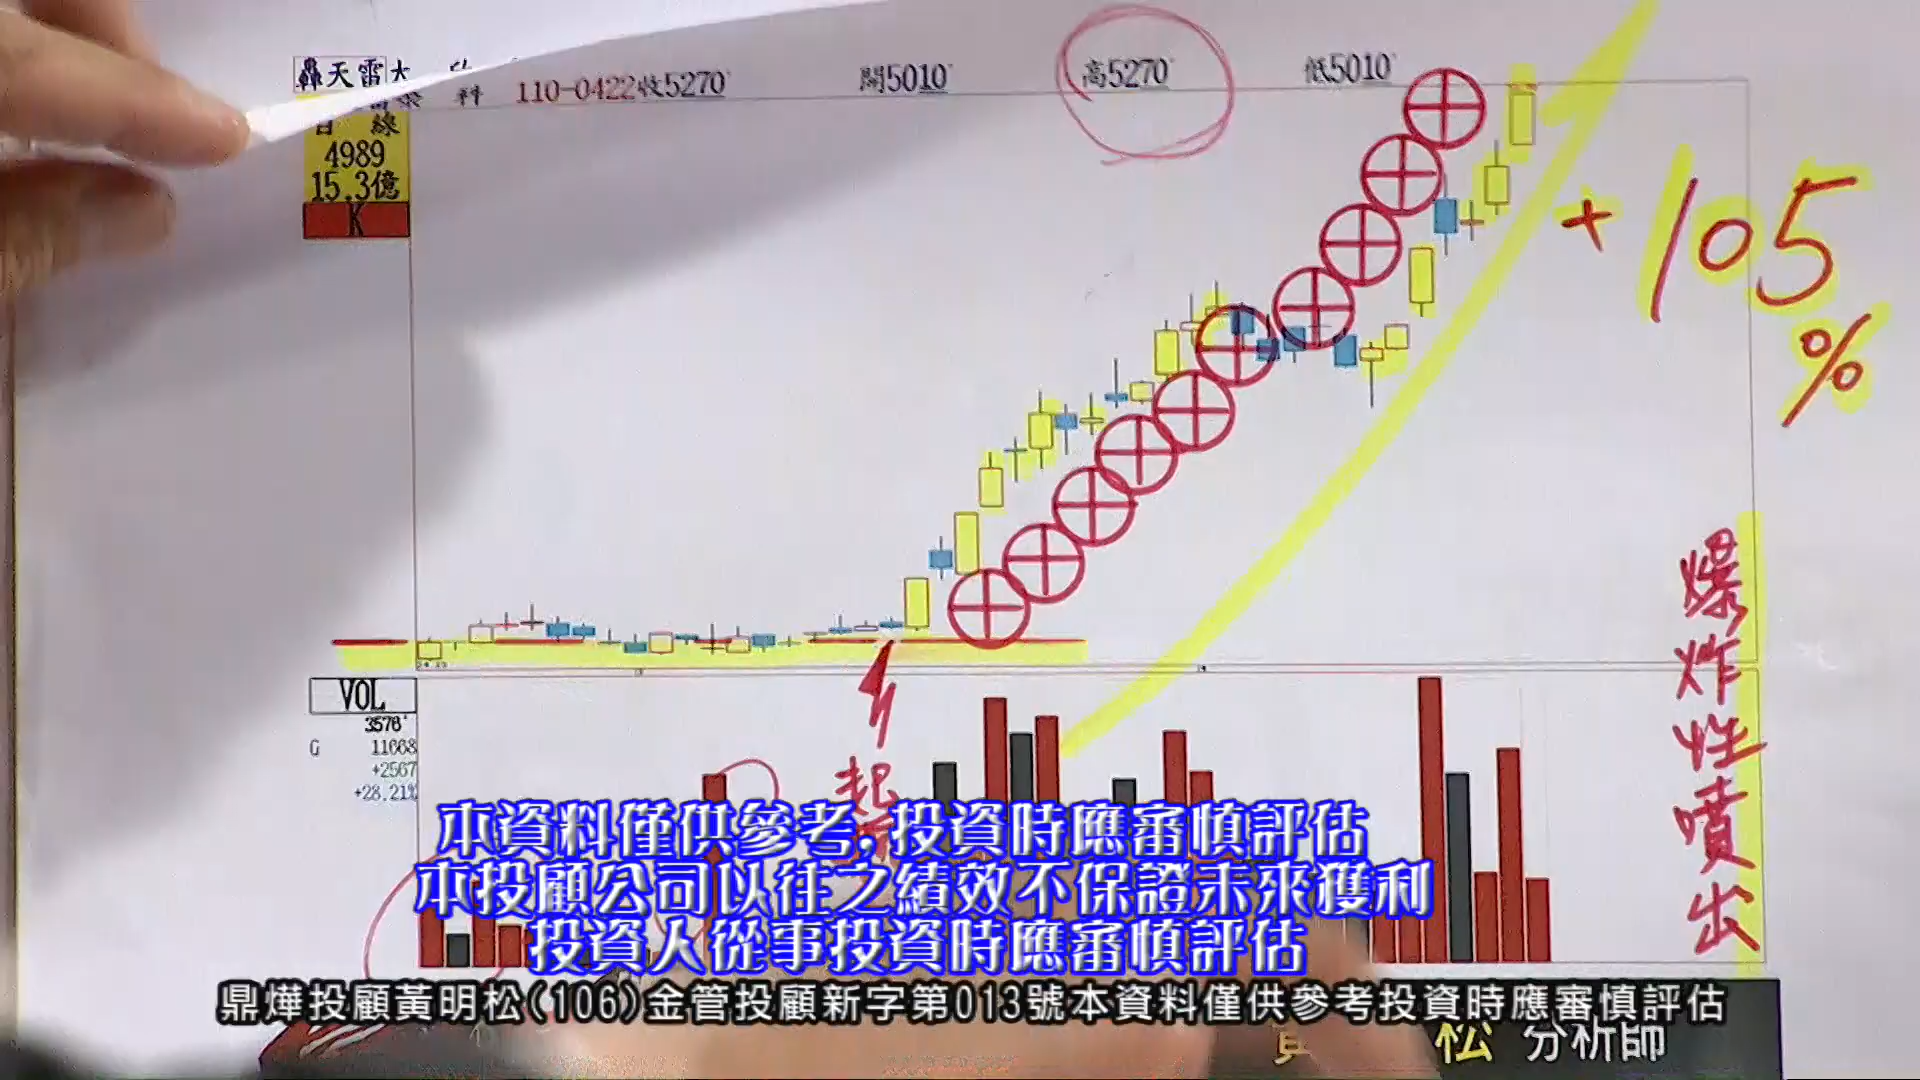 轟天雷大
科 110-0422收5270 開5010 高5270 低5010
日 線
4989
15.3億
K
+105
%
爆炸性噴出
VOL
3578
G 11668
+2567
+28.21%
起
本資料僅供參考,投資時應審慎評估
本投顧公司以往之績效不保證未來獲利
投資人從事投資時應審慎評估
鼎燁投顧黃明松(106)金管投顧新字第013號本資料僅供參考投資時應審慎評估
松 分析師